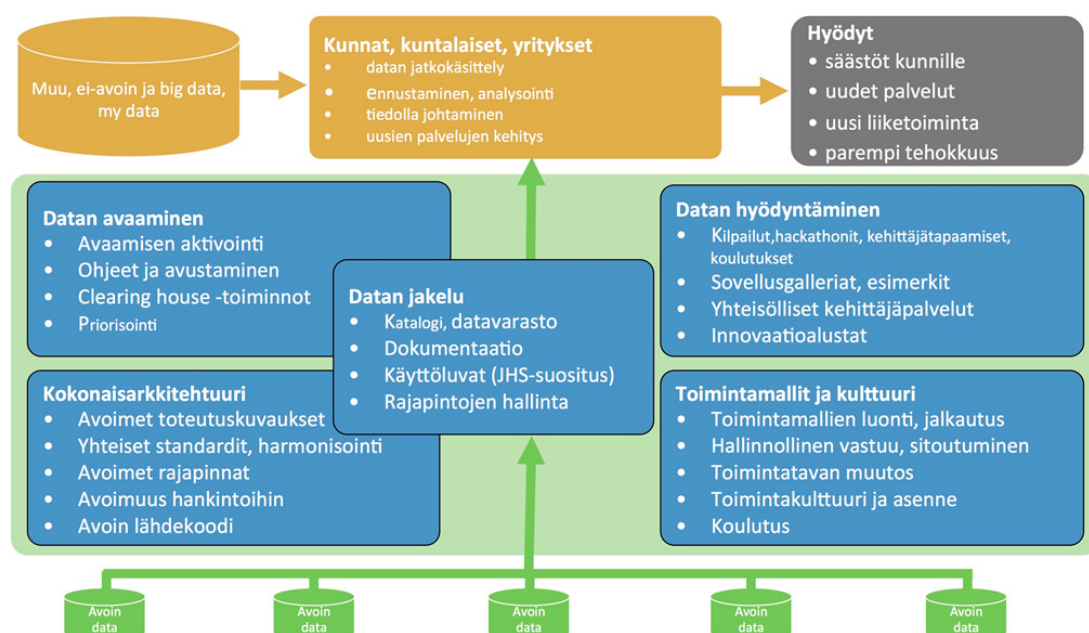 Muu, ei-avoin ja big data,
my data
Kunnat, kuntalaiset, yritykset
• datan jatkokäsittely
• ennustaminen, analysointi
• tiedolla johtaminen
• uusien palvelujen kehitys
Hyödyt
• säästöt kunnille
• uudet palvelut
• uusi liiketoiminta
• parempi tehokkuus
Datan avaaminen
• Avaamisen aktivointi
• Ohjeet ja avustaminen
• Clearing house -toiminnot
• Priorisointi
Datan jakelu
• Katalogi, datavarasto
• Dokumentaatio
• Käyttöluvat (JHS-suositus)
• Rajapintojen hallinta
Datan hyödyntäminen
• Kilpailut,hackathonit, kehittäjätapaamiset,
koulutukset
• Sovellusgalleriat, esimerkit
• Yhteisölliset kehittäjäpalvelut
• Innovaatioalustat
Kokonaisarkkitehtuuri
• Avoimet toteutuskuvaukset
• Yhteiset standardit, harmonisointi
• Avoimet rajapinnat
• Avoimuus hankintoihin
• Avoin lähdekoodi
Toimintamallit ja kulttuuri
• Toimintamallien luonti, jalkautus
• Hallinnollinen vastuu, sitoutuminen
• Toimintatavan muutos
• Toimintakulttuuri ja asenne
• Koulutus
Avoin
data
Avoin
data
Avoin
data
Avoin
data
Avoin
data